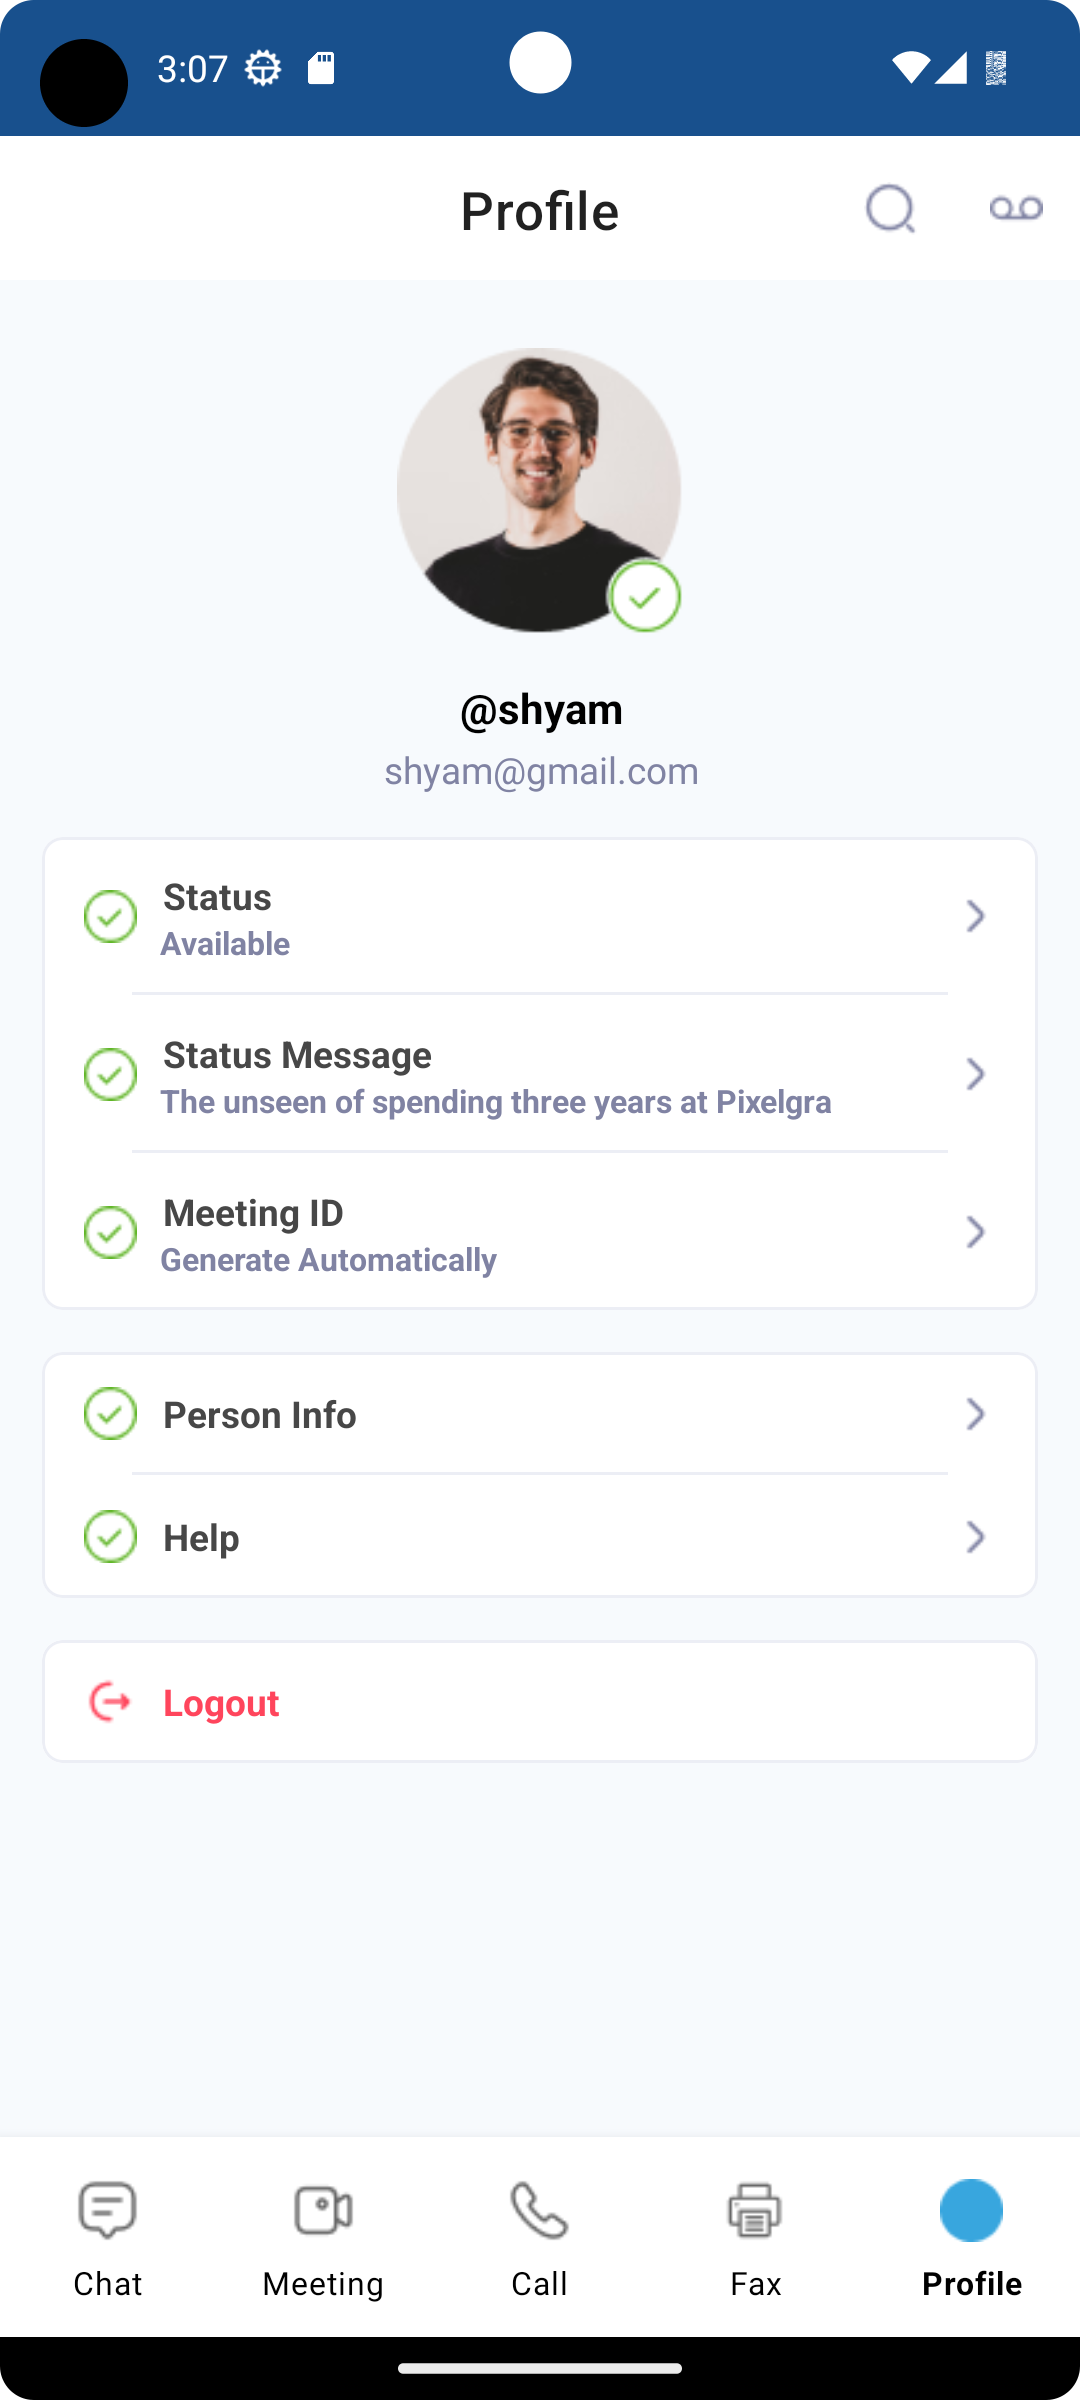 3:07
Profile
@shyam
shyam@gmail.com
Status
Available
Status Message
The unseen of spending three years at Pixelgra
Meeting ID
Generate Automatically
Person Info
Help
Logout
Chat
Meeting
Call
Fax
Profile